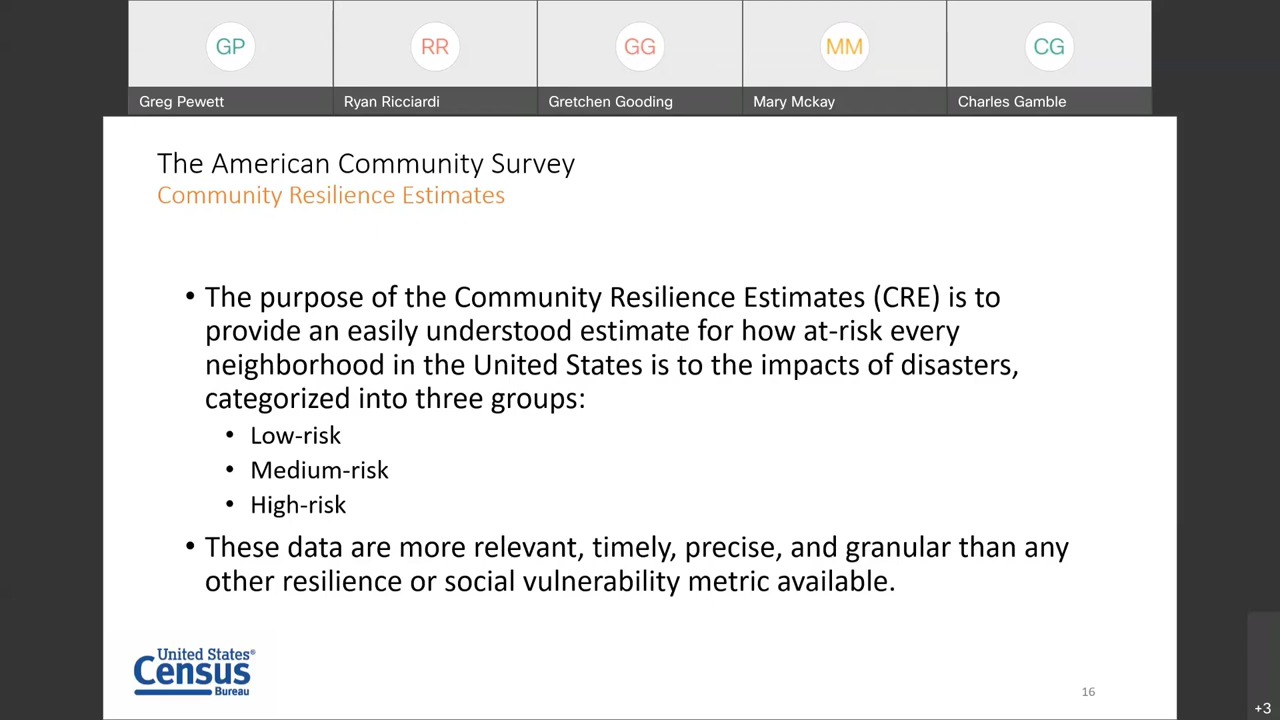 GP
RR
GG
MM
CG
Greg Pewett
Ryan Ricciardi
Gretchen Gooding
Mary Mckay
Charles Gamble
The American Community Survey
Community Resilience Estimates
• The purpose of the Community Resilience Estimates (CRE) is to
provide an easily understood estimate for how at-risk every
neighborhood in the United States is to the impacts of disasters,
categorized into three groups:
• Low-risk
• Medium-risk
• High-risk
• These data are more relevant, timely, precise, and granular than any
other resilience or social vulnerability metric available.
United States®
Census
Bureau
16
+3